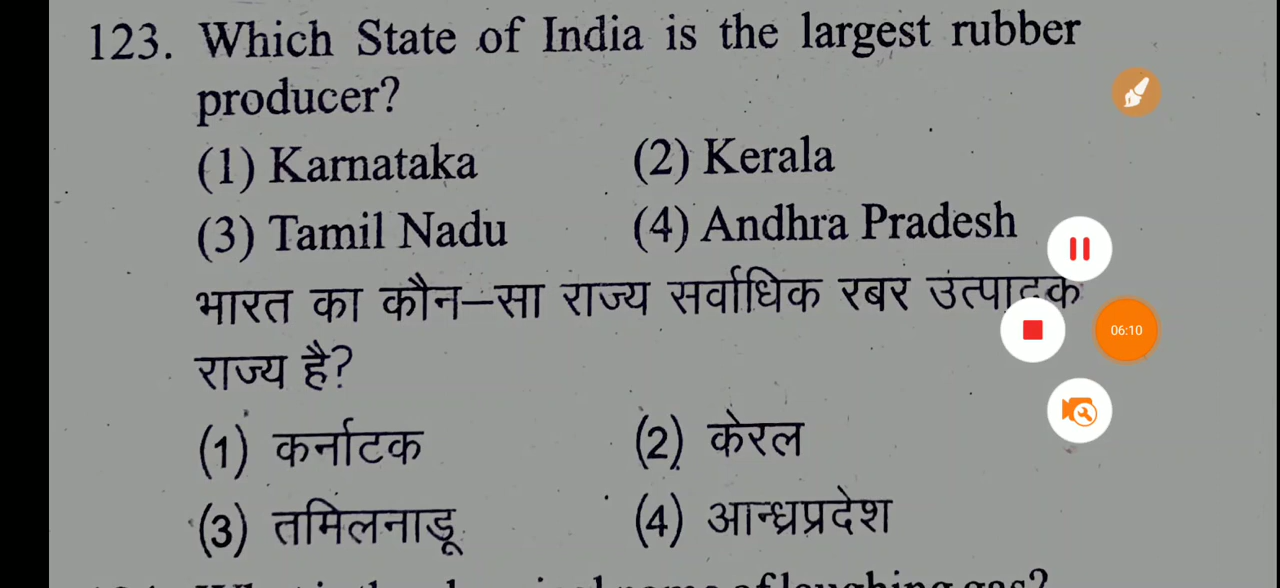 123. Which State of India is the largest rubber
producer?
(1) Karnataka (2) Kerala
(3) Tamil Nadu (4) Andhra Pradesh
भारत का कौन–सा राज्य सर्वाधिक रबर उत्पादक
राज्य है?
(1) कर्नाटक (2) केरल
(3) तमिलनाडू (4) आन्ध्रप्रदेश
06:10